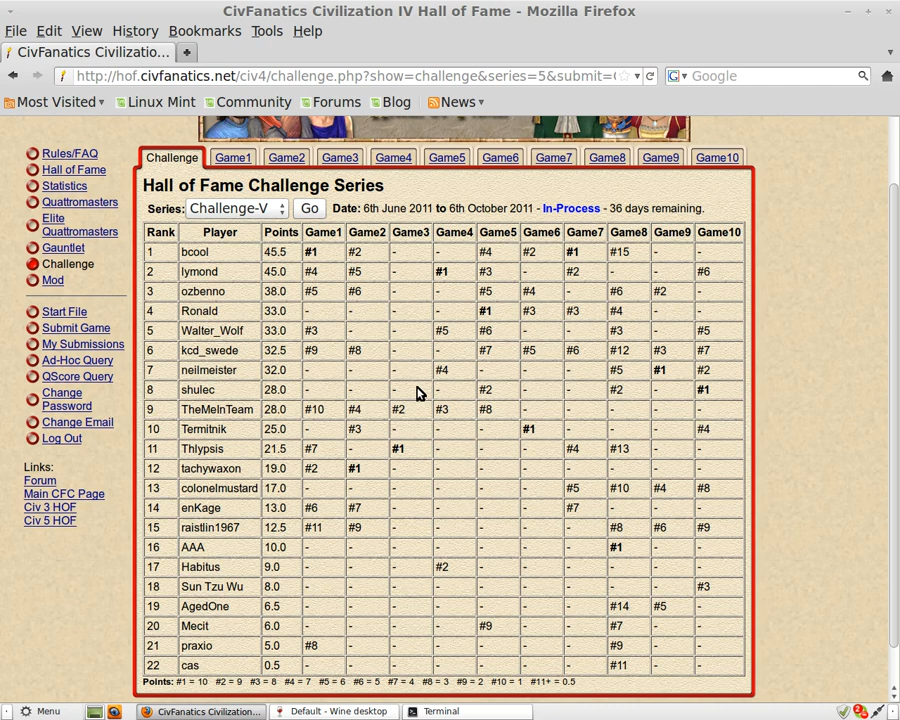 CivFanatics Civilization IV Hall of Fame - Mozilla Firefox
File Edit View History Bookmarks Tools Help
CivFanatics Civilizatio...
http://hof.civfanatics.net/civ4/challenge.php?show=challenge&series=5&submit= Google
Most Visited Linux Mint Community Forums Blog News
Rules/FAQ
Hall of Fame
Statistics
Quattromasters
Elite
Quattromasters
Gauntlet
Challenge
Mod
Start File
Submit Game
My Submissions
Ad-Hoc Query
QScore Query
Change
Password
Change Email
Log Out
Links:
Forum
Main CFC Page
Civ 3 HOF
Civ 5 HOF
Challenge Game1 Game2 Game3 Game4 Game5 Game6 Game7 Game8 Game9 Game10
Hall of Fame Challenge Series
Series: Challenge-V Go Date: 6th June 2011 to 6th October 2011 - In-Process - 36 days remaining.
Rank Player Points Game1 Game2 Game3 Game4 Game5 Game6 Game7 Game8 Game9 Game10
1 bcool 45.5 #1 #2 - - #4 #2 #1 #15 - -
2 lymond 45.0 #4 #5 - #1 #3 - #2 - - #6
3 ozbenno 38.0 #5 #6 - - #5 #4 - #6 #2 -
4 Ronald 33.0 - - - - #1 #3 #3 #4 - -
5 Walter_Wolf 33.0 #3 - - #5 #6 - - #3 - #5
6 kcd_swede 32.5 #9 #8 - - #7 #5 #6 #12 #3 #7
7 neilmeister 32.0 - - - #4 - - - #5 #1 #2
8 shulec 28.0 - - - - #2 - - #2 - #1
9 TheMeInTeam 28.0 #10 #4 #2 #3 #8 - - - - -
10 Termitnik 25.0 - #3 - - - #1 - - - #4
11 Thlypsis 21.5 #7 - #1 - - - #4 #13 - -
12 tachywaxon 19.0 #2 #1 - - - - - - - -
13 colonelmustard 17.0 - - - - - - #5 #10 #4 #8
14 enKage 13.0 #6 #7 - - - - #7 - - -
15 raistlin1967 12.5 #11 #9 - - - - - #8 #6 #9
16 AAA 10.0 - - - - - - - #1 - -
17 Habitus 9.0 - - - #2 - - - - - -
18 Sun Tzu Wu 8.0 - - - - - - - - - #3
19 AgedOne 6.5 - - - - - - - #14 #5 -
20 Mecit 6.0 - - - - #9 - - #7 - -
21 praxio 5.0 #8 - - - - - - #9 - -
22 cas 0.5 - - - - - - - #11 - -
Points: #1 = 10 #2 = 9 #3 = 8 #4 = 7 #5 = 6 #6 = 5 #7 = 4 #8 = 3 #9 = 2 #10 = 1 #11+ = 0.5
Menu CivFanatics Civilization... Default - Wine desktop Terminal